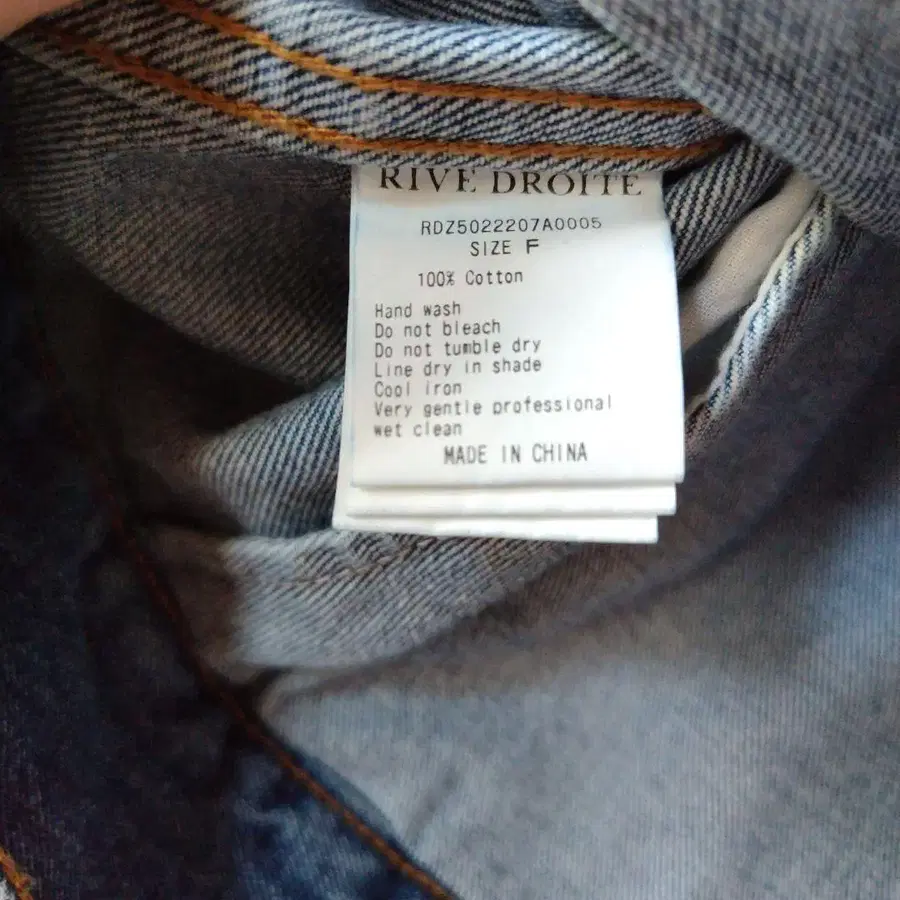 RIVE DROITE
RDZ5022207A0005
SIZE F
100% Cotton
Hand wash
Do not bleach
Do not tumble dry
Line dry in shade
Cool iron
Very gentle professional
wet clean
MADE IN CHINA